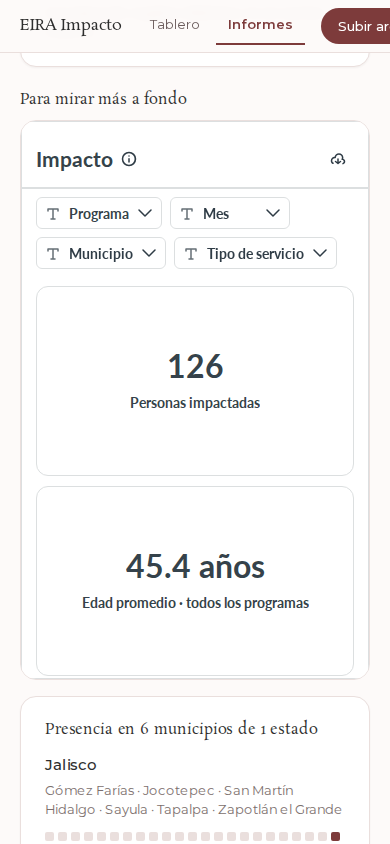 EIRA Impacto
Tablero
Informes
Subir ar
Para mirar más a fondo
Impacto
Programa
Mes
Municipio
Tipo de servicio
126
Personas impactadas
45.4 años
Edad promedio · todos los programas
Presencia en 6 municipios de 1 estado
Jalisco
Gómez Farías · Jocotepec · San Martín
Hidalgo · Sayula · Tapalpa · Zapotlán el Grande